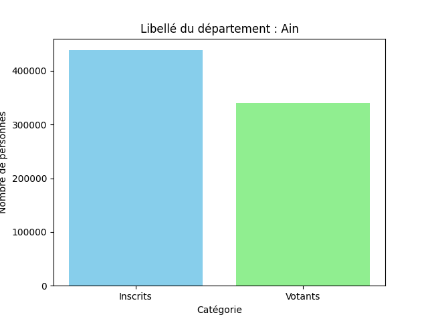 Libellé du département : Ain
Nombre de personnes
400000
300000
200000
100000
0
Inscrits
Votants
Catégorie